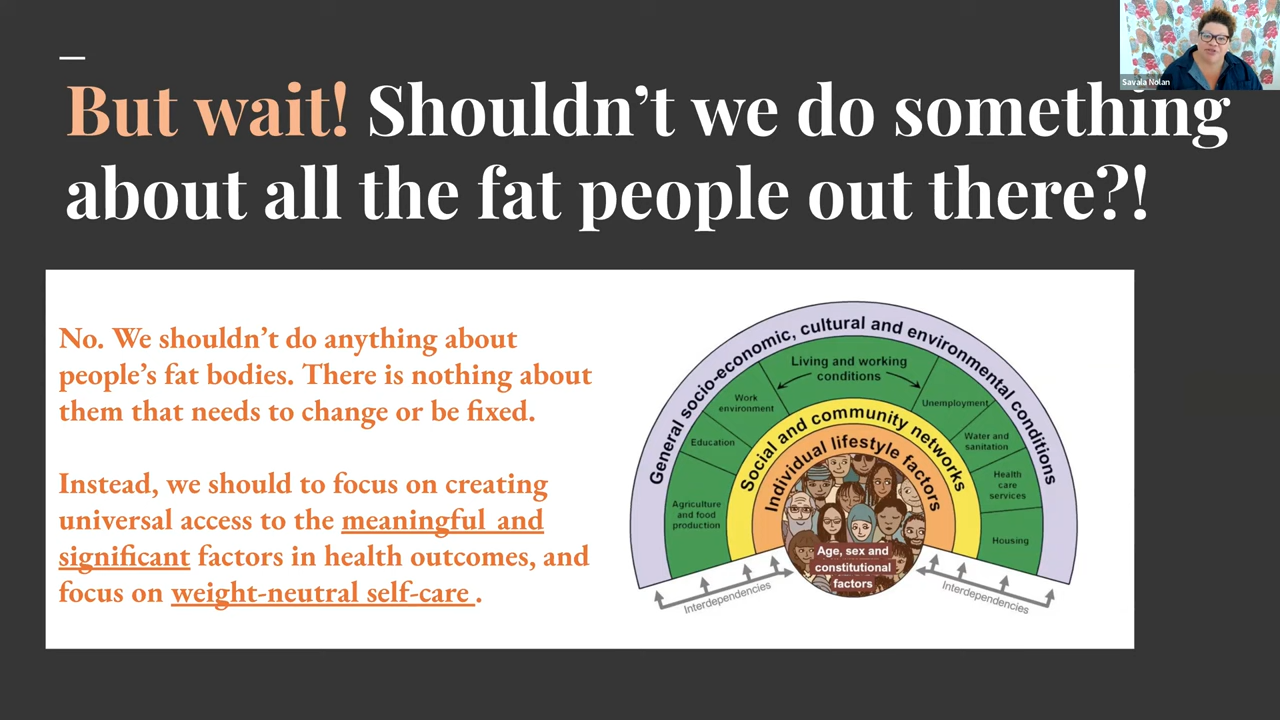 Savala Nolan
But wait! Shouldn't we do something
about all the fat people out there?!
No. We shouldn't do anything about
people's fat bodies. There is nothing about
them that needs to change or be fixed.
Instead, we should to focus on creating
universal access to the meaningful and
significant factors in health outcomes, and
focus on weight-neutral self-care .
General socio-economic, cultural and environmental conditions
Living and working
conditions
Work
environment
Education
Agriculture
and food
production
Unemployment
Water and
sanitation
Health
care
services
Housing
Social and community networks
Individual lifestyle factors
Age, sex and
constitutional
factors
Interdependencies
Interdependencies